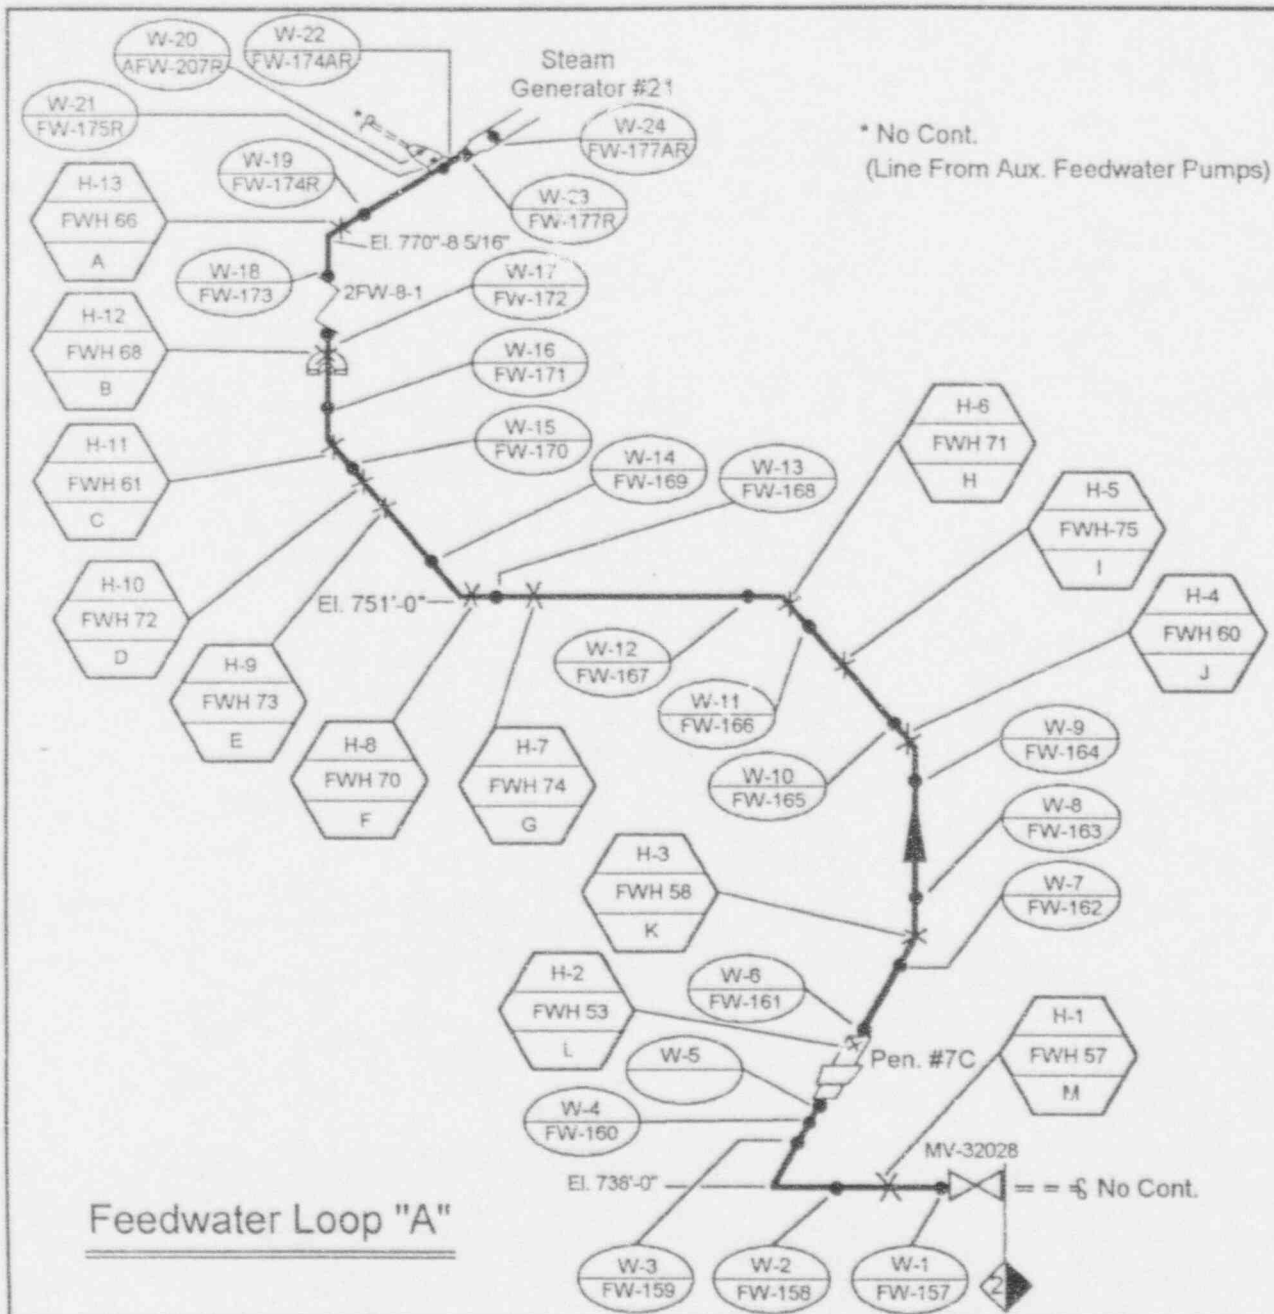 W-20
AFW-207R
W-22
FW-174AR
Steam
Generator #21
W-21
FW-175R
W-24
FW-177AR
* No Cont.
(Line From Aux. Feedwater Pumps)
*
W-19
FW-174R
H-13
FWH 66
A
W-23
FW-177R
El. 770"-8 5/16"
W-18
FW-173
2FW-8-1
W-17
FW-172
H-12
FWH 68
B
W-16
FW-171
H-11
FWH 61
C
W-15
FW-170
W-14
FW-169
W-13
FW-168
H-6
FWH 71
H
H-5
FWH-75
I
H-10
FWH 72
D
El. 751'-0"
H-4
FWH 60
J
H-9
FWH 73
E
W-12
FW-167
W-11
FW-166
H-8
FWH 70
F
H-7
FWH 74
G
W-10
FW-165
W-9
FW-164
W-8
FW-163
H-3
FWH 58
K
W-7
FW-162
H-2
FWH 53
L
W-6
FW-161
H-1
FWH 57
M
W-5
Pen. #7C
W-4
FW-160
MV-32028
El. 736'-0"
No Cont.
Feedwater Loop "A"
W-3
FW-159
W-2
FW-158
W-1
FW-157
2